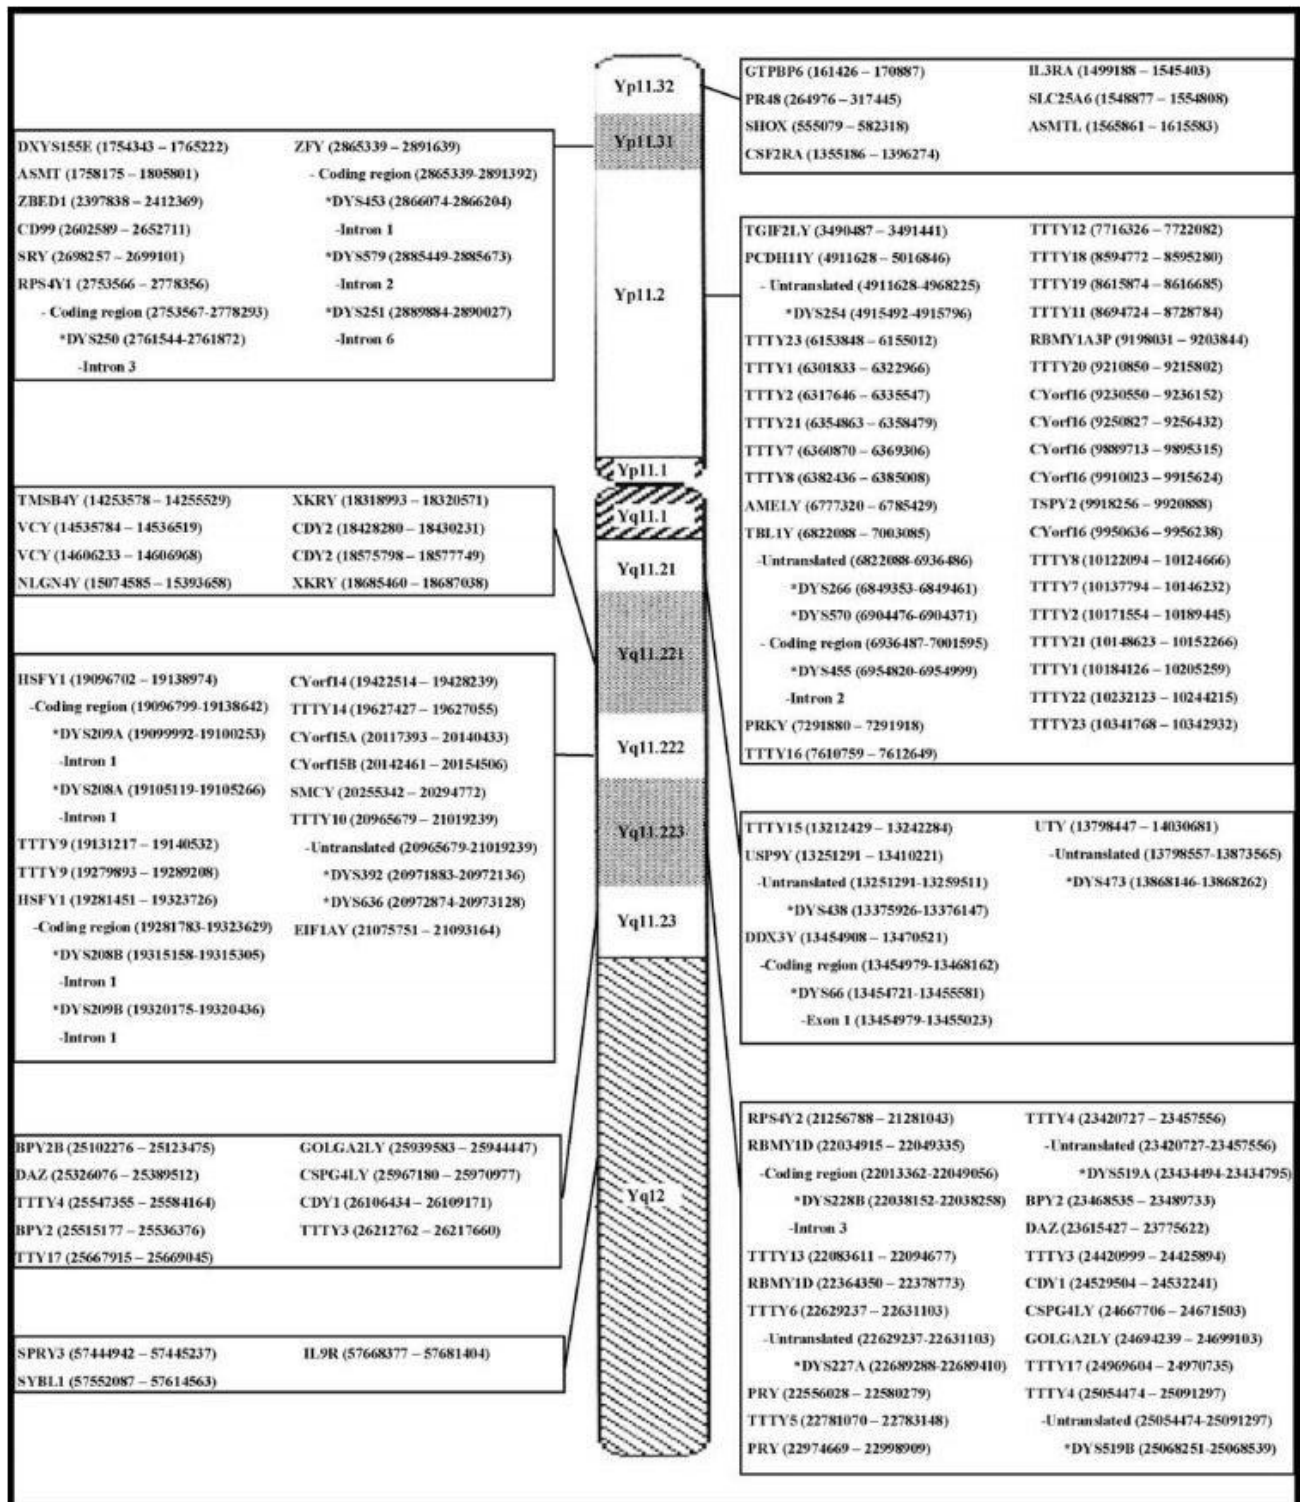 Yp11.32
Yp11.31
Yp11.2
Yp11.1
Yq11.1
Yq11.21
Yq11.221
Yq11.222
Yq11.223
Yq11.23
Yq12
DXYS155E (1754343 – 1765222)
ASMT (1758175 – 1805801)
ZBED1 (2397838 – 2412369)
CD99 (2602589 – 2652711)
SRY (2698257 – 2699101)
RPS4Y1 (2753566 – 2778356)
- Coding region (2753567-2778293)
*DYS250 (2761544-2761872)
-Intron 3
ZFY (2865339 – 2891639)
- Coding region (2865339-2891392)
*DYS453 (2866074-2866204)
-Intron 1
*DYS579 (2885449-2885673)
-Intron 2
*DYS251 (2889884-2890027)
-Intron 6
TMSB4Y (14253578 – 14255529)
VCY (14535784 – 14536519)
VCY (14606233 – 14606968)
NLGN4Y (15074585 – 15393658)
XKRY (18318993 – 18320571)
CDY2 (18428280 – 18430231)
CDY2 (18575798 – 18577749)
XKRY (18685460 – 18687038)
HSFY1 (19096702 – 19138974)
-Coding region (19096799-19138642)
*DYS209A (19099992-19100253)
-Intron 1
*DYS208A (19105119-19105266)
-Intron 1
TTTY9 (19131217 – 19140532)
TTTY9 (19279893 – 19289208)
HSFY1 (19281451 – 19323726)
-Coding region (19281783-19323629)
*DYS208B (19315158-19315305)
-Intron 1
*DYS209B (19320175-19320436)
-Intron 1
CYorf14 (19422514 – 19428239)
TTTY14 (19627427 – 19627055)
CYorf15A (20117393 – 20140433)
CYorf15B (20142461 – 20154506)
SMCY (20255342 – 20294772)
TTTY10 (20965679 – 21019239)
-Untranslated (20965679-21019239)
*DYS392 (20971883-20972136)
*DYS636 (20972874-20973128)
EIF1AY (21075751 – 21093164)
BPY2B (25102276 – 25123475)
DAZ (25326076 – 25389512)
TTTY4 (25547355 – 25584164)
BPY2 (25515177 – 25536376)
TTY17 (25667915 – 25669045)
GOLGA2LY (25939583 – 25944447)
CSPG4LY (25967180 – 25970977)
CDY1 (26106434 – 26109171)
TTTY3 (26212762 – 26217660)
SPRY3 (57444942 – 57445237)
SYBL1 (57552087 – 57614563)
IL9R (57668377 – 57681404)
GTPBP6 (161426 – 170887)
PR48 (264976 – 317445)
SHOX (555079 – 582318)
CSF2RA (1355186 – 1396274)
IL3RA (1499188 – 1545403)
SLC25A6 (1548877 – 1554808)
ASMTL (1565861 – 1615583)
TGIF2LY (3490487 – 3491441)
PCDH11Y (4911628 – 5016846)
- Untranslated (4911628-4968225)
*DYS254 (4915492-4915796)
TTTY23 (6153848 – 6155012)
TTTY1 (6301833 – 6322966)
TTTY2 (6317646 – 6335547)
TTTY21 (6354863 – 6358479)
TTTY7 (6360870 – 6369306)
TTTY8 (6382436 – 6385008)
AMELY (6777320 – 6785429)
TBL1Y (6822088 – 7003085)
-Untranslated (6822088-6936486)
*DYS266 (6849353-6849461)
*DYS570 (6904476-6904371)
- Coding region (6936487-7001595)
*DYS455 (6954820-6954999)
-Intron 2
PRKY (7291880 – 7291918)
TTTY16 (7610759 – 7612649)
TTTY12 (7716326 – 7722082)
TTTY18 (8594772 – 8595280)
TTTY19 (8615874 – 8616685)
TTTY11 (8694724 – 8728784)
RBMY1A3P (9198031 – 9203844)
TTTY20 (9210850 – 9215802)
CYorf16 (9230550 – 9236152)
CYorf16 (9250827 – 9256432)
CYorf16 (9889713 – 9895315)
CYorf16 (9910023 – 9915624)
TSPY2 (9918256 – 9920888)
CYorf16 (9950636 – 9956238)
TTTY8 (10122094 – 10124666)
TTTY7 (10137794 – 10146232)
TTTY2 (10171554 – 10189445)
TTTY21 (10148623 – 10152266)
TTTY1 (10184126 – 10205259)
TTTY22 (10232123 – 10244215)
TTTY23 (10341768 – 10342932)
TTTY15 (13212429 – 13242284)
USP9Y (13251291 – 13410221)
-Untranslated (13251291-13259511)
*DYS438 (13375926-13376147)
DDX3Y (13454908 – 13470521)
-Coding region (13454979-13468162)
*DYS66 (13454721-13455581)
-Exon 1 (13454979-13455023)
UTY (13798447 – 14030681)
-Untranslated (13798557-13873565)
*DYS473 (13868146-13868262)
RPS4Y2 (21256788 – 21281043)
RBMY1D (22034915 – 22049335)
-Coding region (22013362-22049056)
*DYS228B (22038152-22038258)
-Intron 3
TTTY13 (22083611 – 22094677)
RBMY1D (22364350 – 22378773)
TTTY6 (22629237 – 22631103)
-Untranslated (22629237-22631103)
*DYS227A (22689288-22689410)
PRY (22556028 – 22580279)
TTTY5 (22781070 – 22783148)
PRY (22974669 – 22998909)
TTTY4 (23420727 – 23457556)
-Untranslated (23420727-23457556)
*DYS519A (23434494-23434795)
BPY2 (23468535 – 23489733)
DAZ (23615427 – 23775622)
TTTY3 (24420999 – 24425894)
CDY1 (24529504 – 24532241)
CSPG4LY (24667706 – 24671503)
GOLGA2LY (24694239 – 24699103)
TTTY17 (24969604 – 24970735)
TTTY4 (25054474 – 25091297)
-Untranslated (25054474-25091297)
*DYS519B (25068251-25068539)